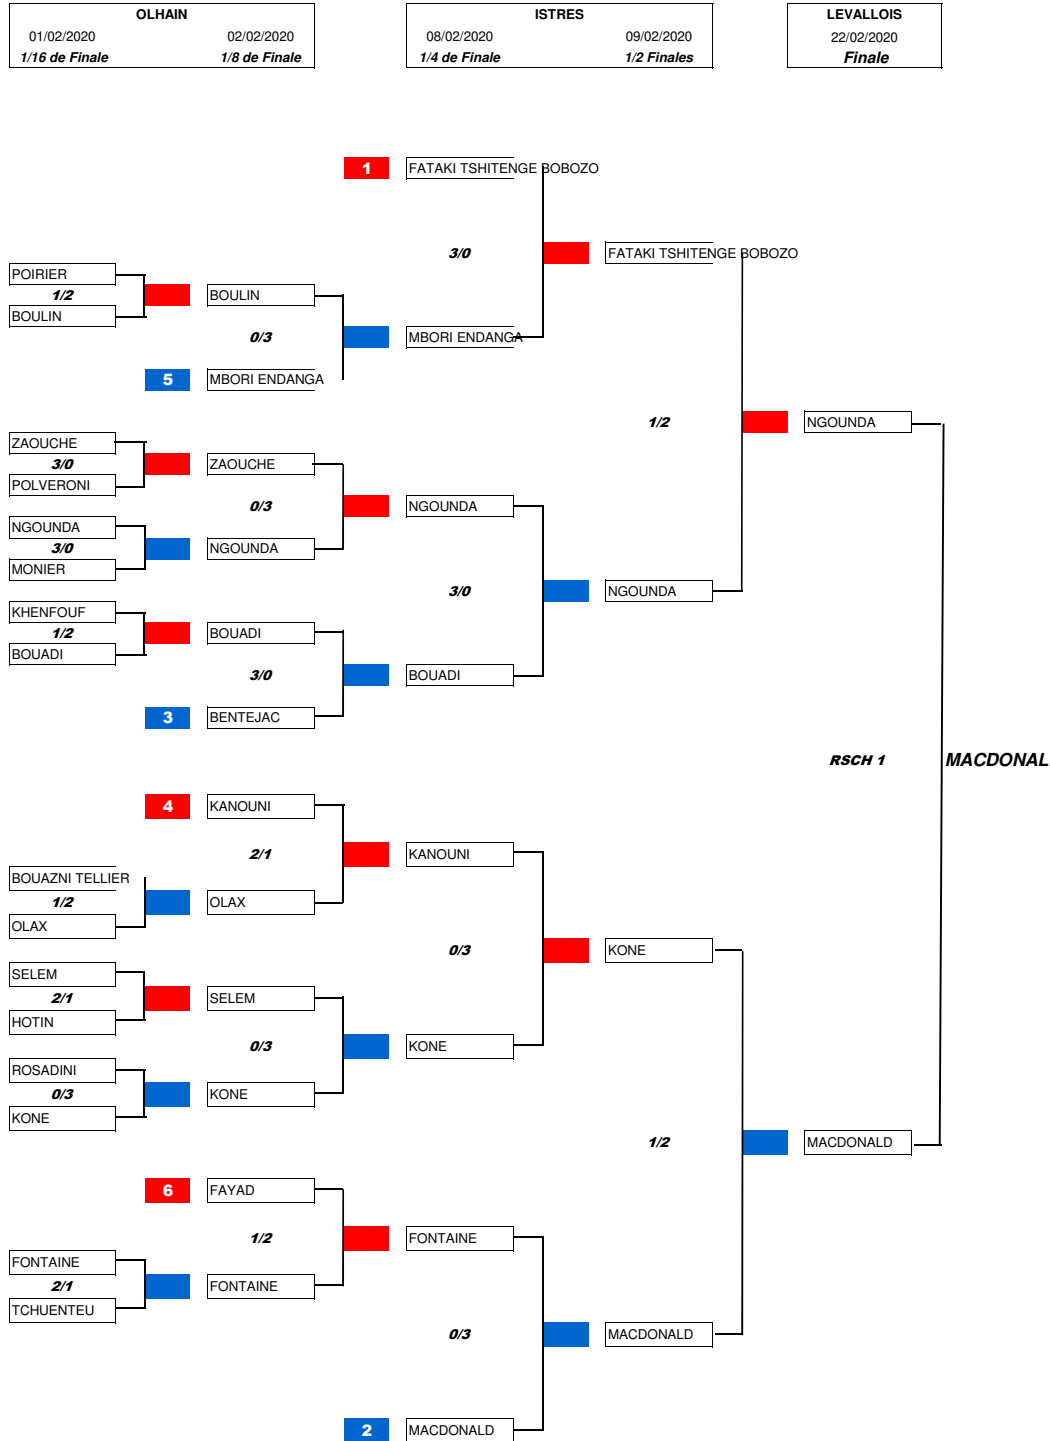 OLHAIN
ISTRES
LEVALLOIS
01/02/2020
02/02/2020
08/02/2020
09/02/2020
22/02/2020
1/16 de Finale
1/8 de Finale
1/4 de Finale
1/2 Finales
Finale
1
FATAKI TSHITENGE BOBOZO
3/0
FATAKI TSHITENGE BOBOZO
POIRIER
1/2
BOULIN
BOULIN
0/3
MBORI ENDANGA
5
MBORI ENDANGA
1/2
NGOUNDA
ZAOUCHE
3/0
ZAOUCHE
POLVERONI
0/3
NGOUNDA
NGOUNDA
3/0
NGOUNDA
MONIER
3/0
NGOUNDA
KHENFOUF
1/2
BOUADI
BOUADI
3/0
BOUADI
3
BENTEJAC
RSCH 1
MACDONAL
4
KANOUNI
2/1
KANOUNI
BOUAZNI TELLIER
1/2
OLAX
OLAX
0/3
KONE
SELEM
2/1
SELEM
HOTIN
0/3
KONE
ROSADINI
0/3
KONE
KONE
1/2
MACDONALD
6
FAYAD
1/2
FONTAINE
FONTAINE
2/1
FONTAINE
TCHUENTEU
0/3
MACDONALD
2
MACDONALD